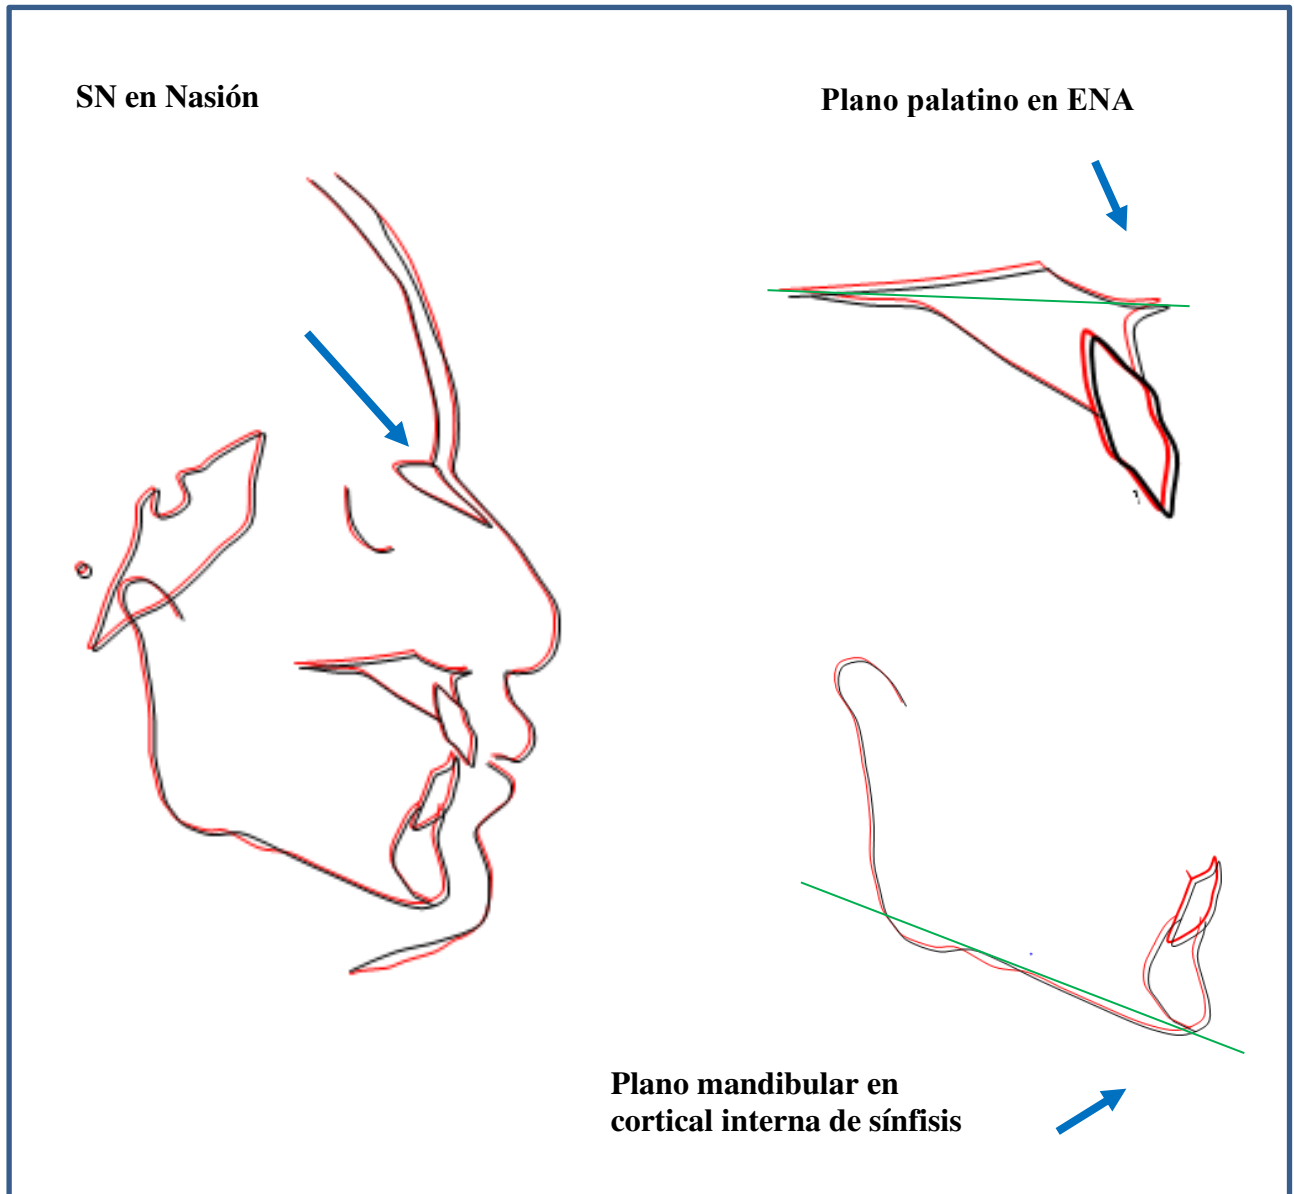 SN en Nasión
Plano palatino en ENA
Plano mandibular en
cortical interna de sínfisis